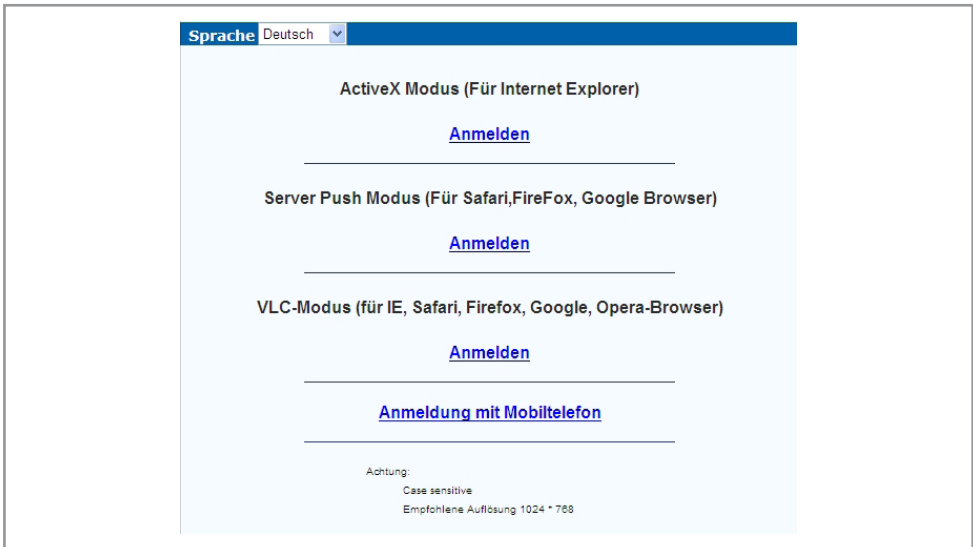 Sprache Deutsch
ActiveX Modus (Für Internet Explorer)
Anmelden
Server Push Modus (Für Safari,FireFox, Google Browser)
Anmelden
VLC-Modus (für IE, Safari, Firefox, Google, Opera-Browser)
Anmelden
Anmeldung mit Mobiltelefon
Achtung:
Case sensitive
Empfohlene Auflösung 1024 * 768